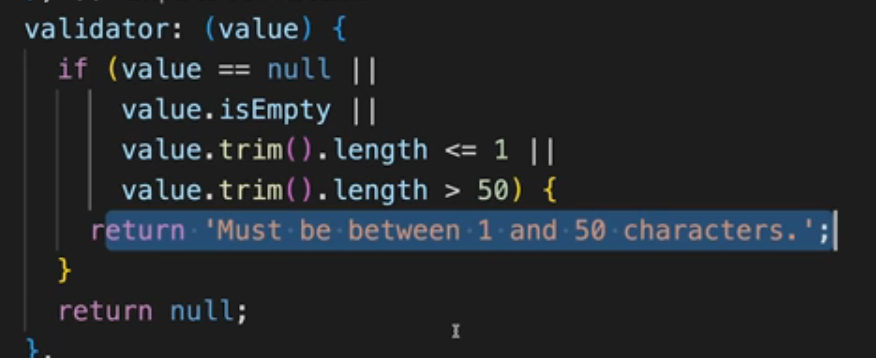 validator: (value) {
if (value == null ||
value.isEmpty ||
value.trim().length <= 1 ||
value.trim().length > 50) {
return 'Must be between 1 and 50 characters.';
}
return null;
},